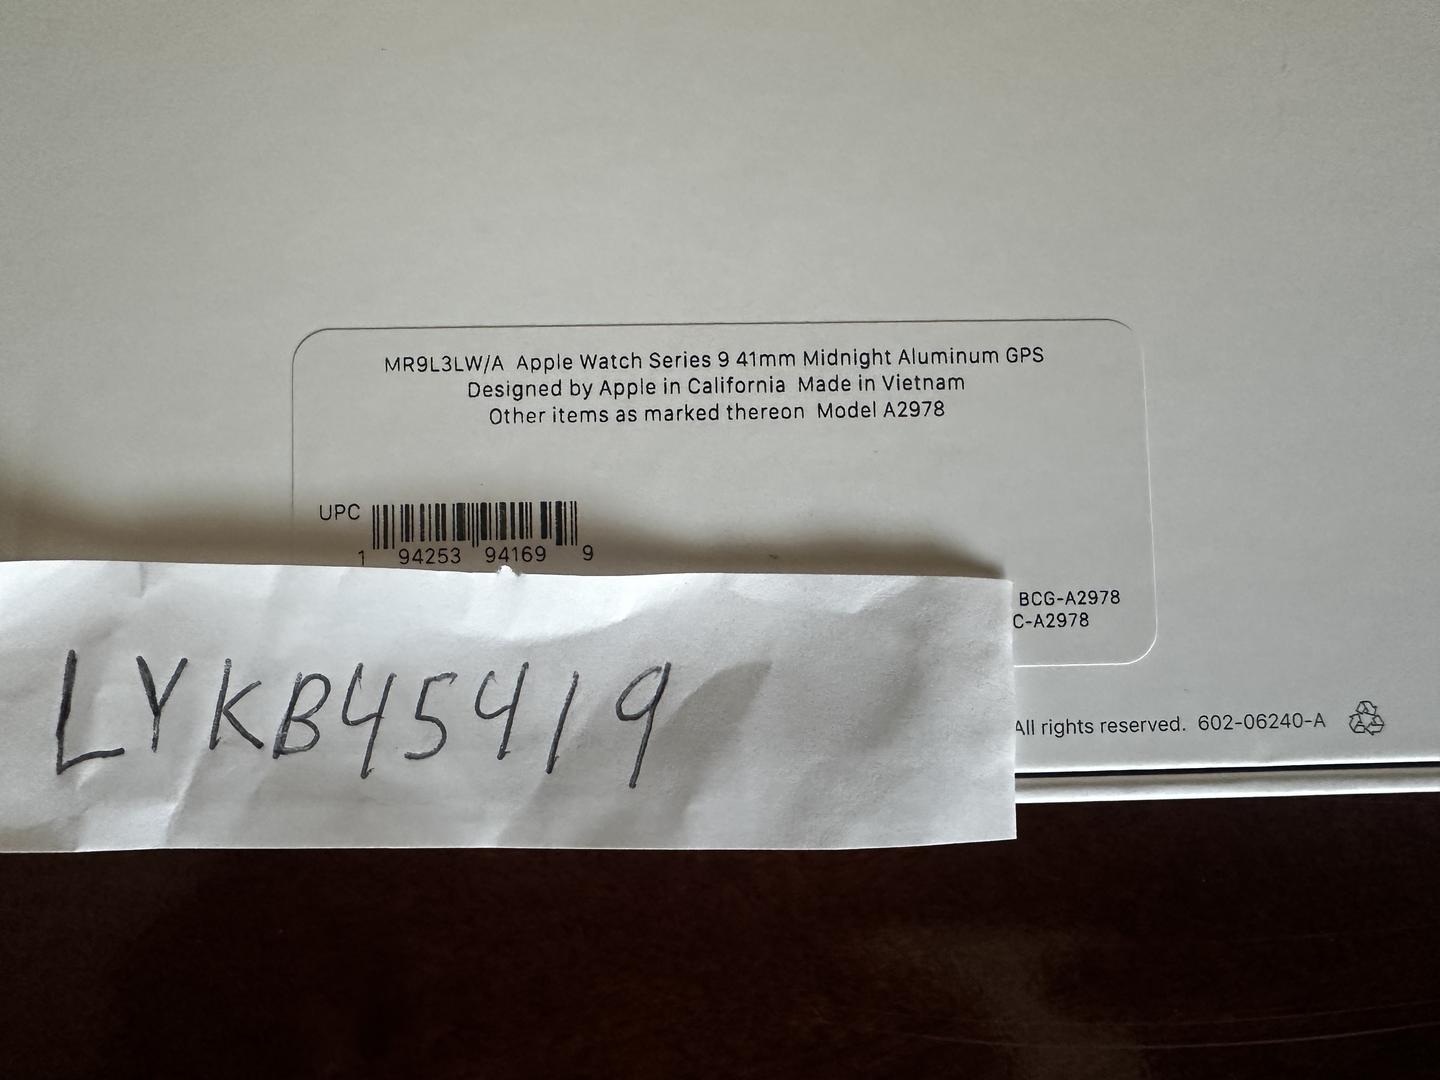 MR9L3LW/A Apple Watch Series 9 41mm Midnight Aluminum GPS
Designed by Apple in California Made in Vietnam
Other items as marked thereon Model A2978
UPC
1 94253 94169 9
BCG-A2978
C-A2978
LYKB45419
All rights reserved. 602-06240-A